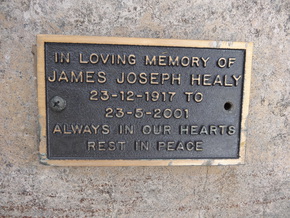 IN LOVING MEMORY OF
JAMES JOSEPH HEALY
23-12-1917 TO
23-5-2001
ALWAYS IN OUR HEARTS
REST IN PEACE